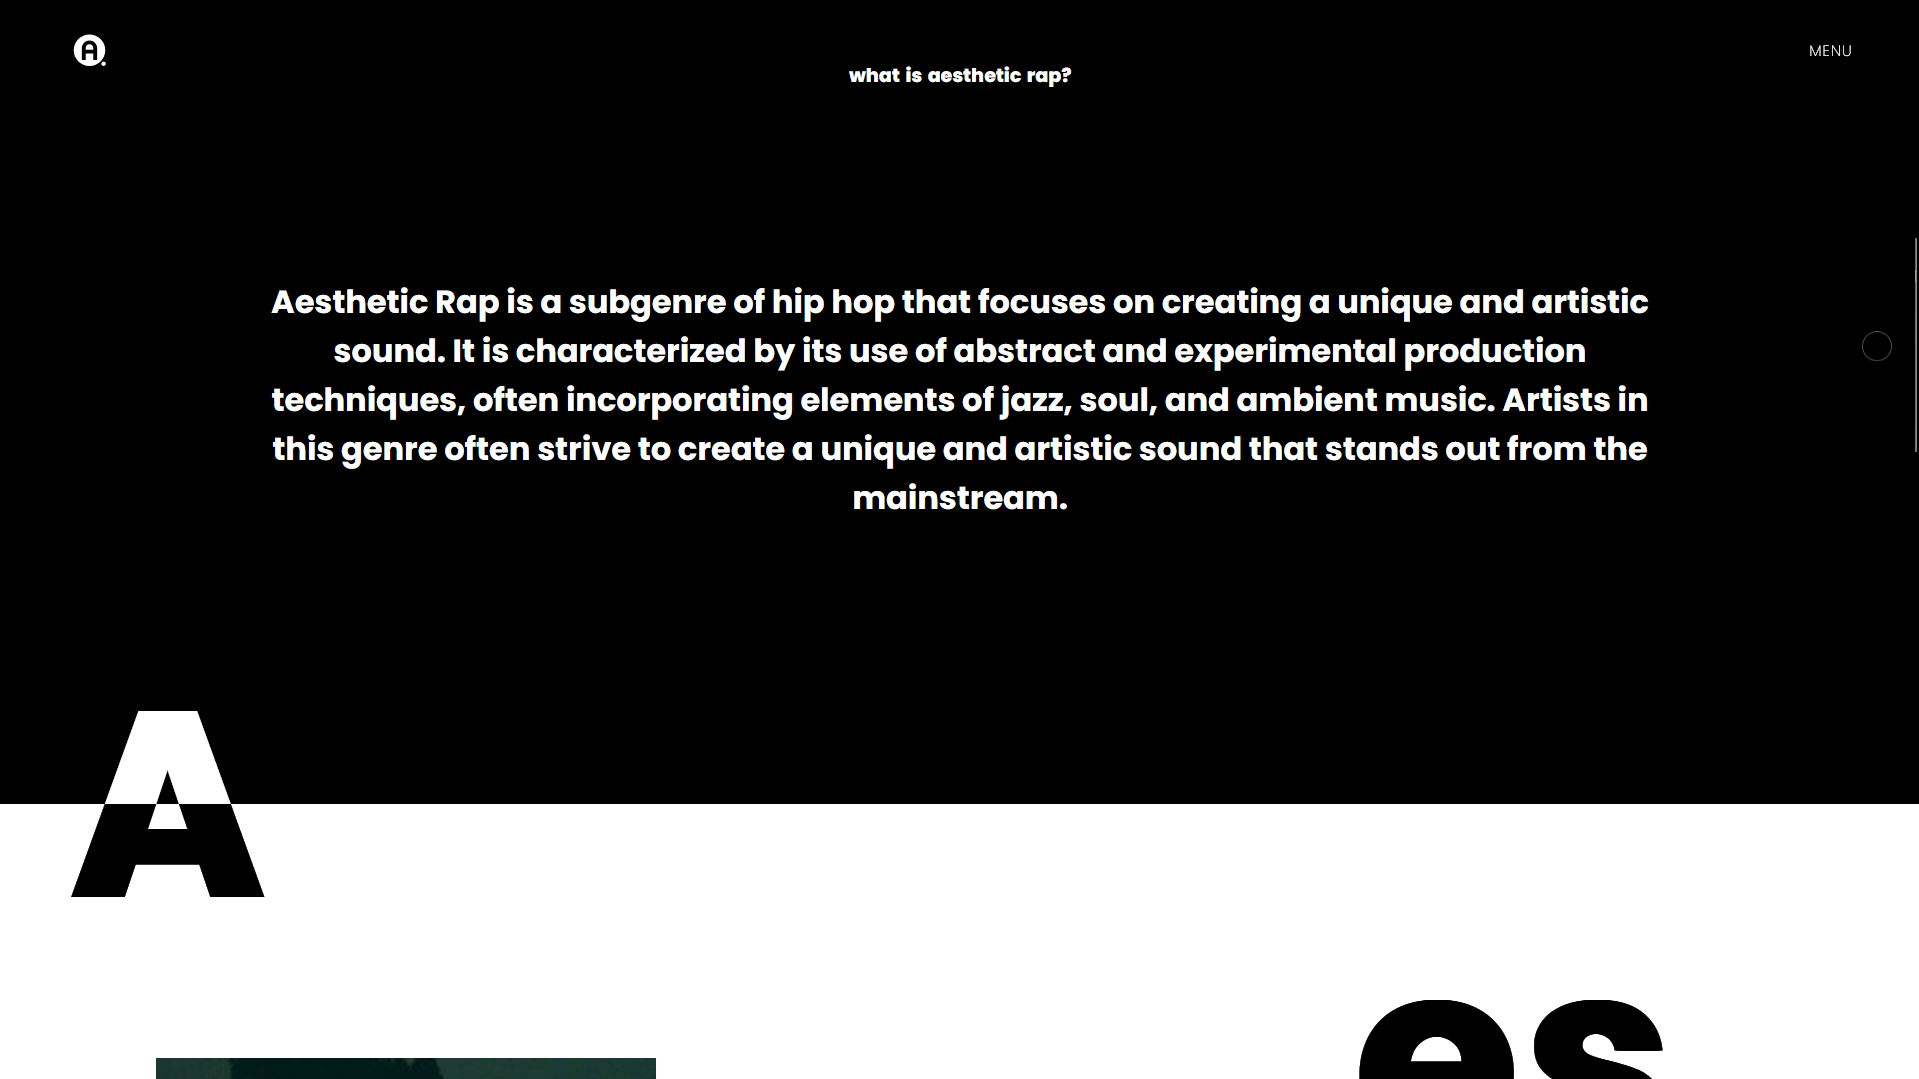 A.
MENU
what is aesthetic rap?
Aesthetic Rap is a subgenre of hip hop that focuses on creating a unique and artistic
sound. It is characterized by its use of abstract and experimental production
techniques, often incorporating elements of jazz, soul, and ambient music. Artists in
this genre often strive to create a unique and artistic sound that stands out from the
mainstream.
A
es